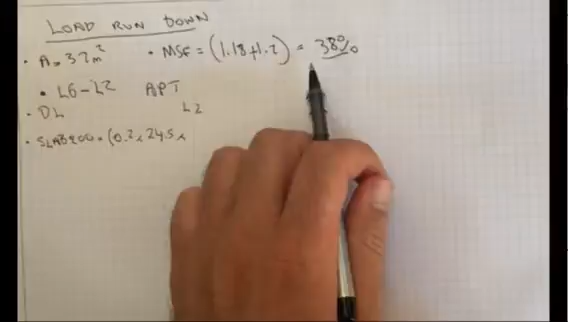 LOAD RUN DOWN
• A = 32m² • MSF = (1.18+1.2) = 38%
• L6-L2 APT
• DL L2
• SLAB200 = (0.2 x 24.5 x